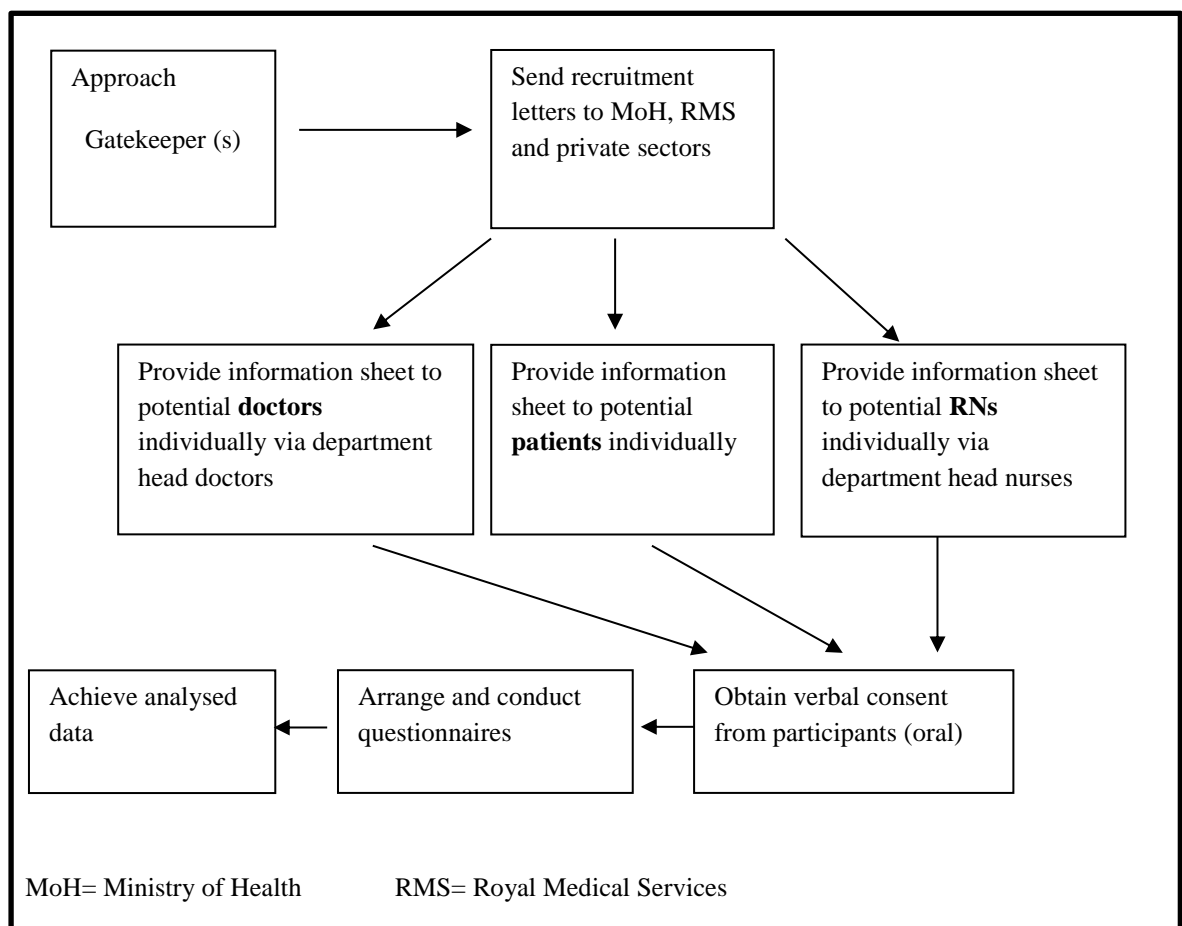 Approach
Gatekeeper (s)
Send recruitment
letters to MoH, RMS
and private sectors
Provide information sheet to
potential doctors
individually via department
head doctors
Provide information
sheet to potential
patients individually
Provide information sheet
to potential RNs
individually via
department head nurses
Achieve analysed
data
Arrange and conduct
questionnaires
Obtain verbal consent
from participants (oral)
MoH= Ministry of Health RMS= Royal Medical Services